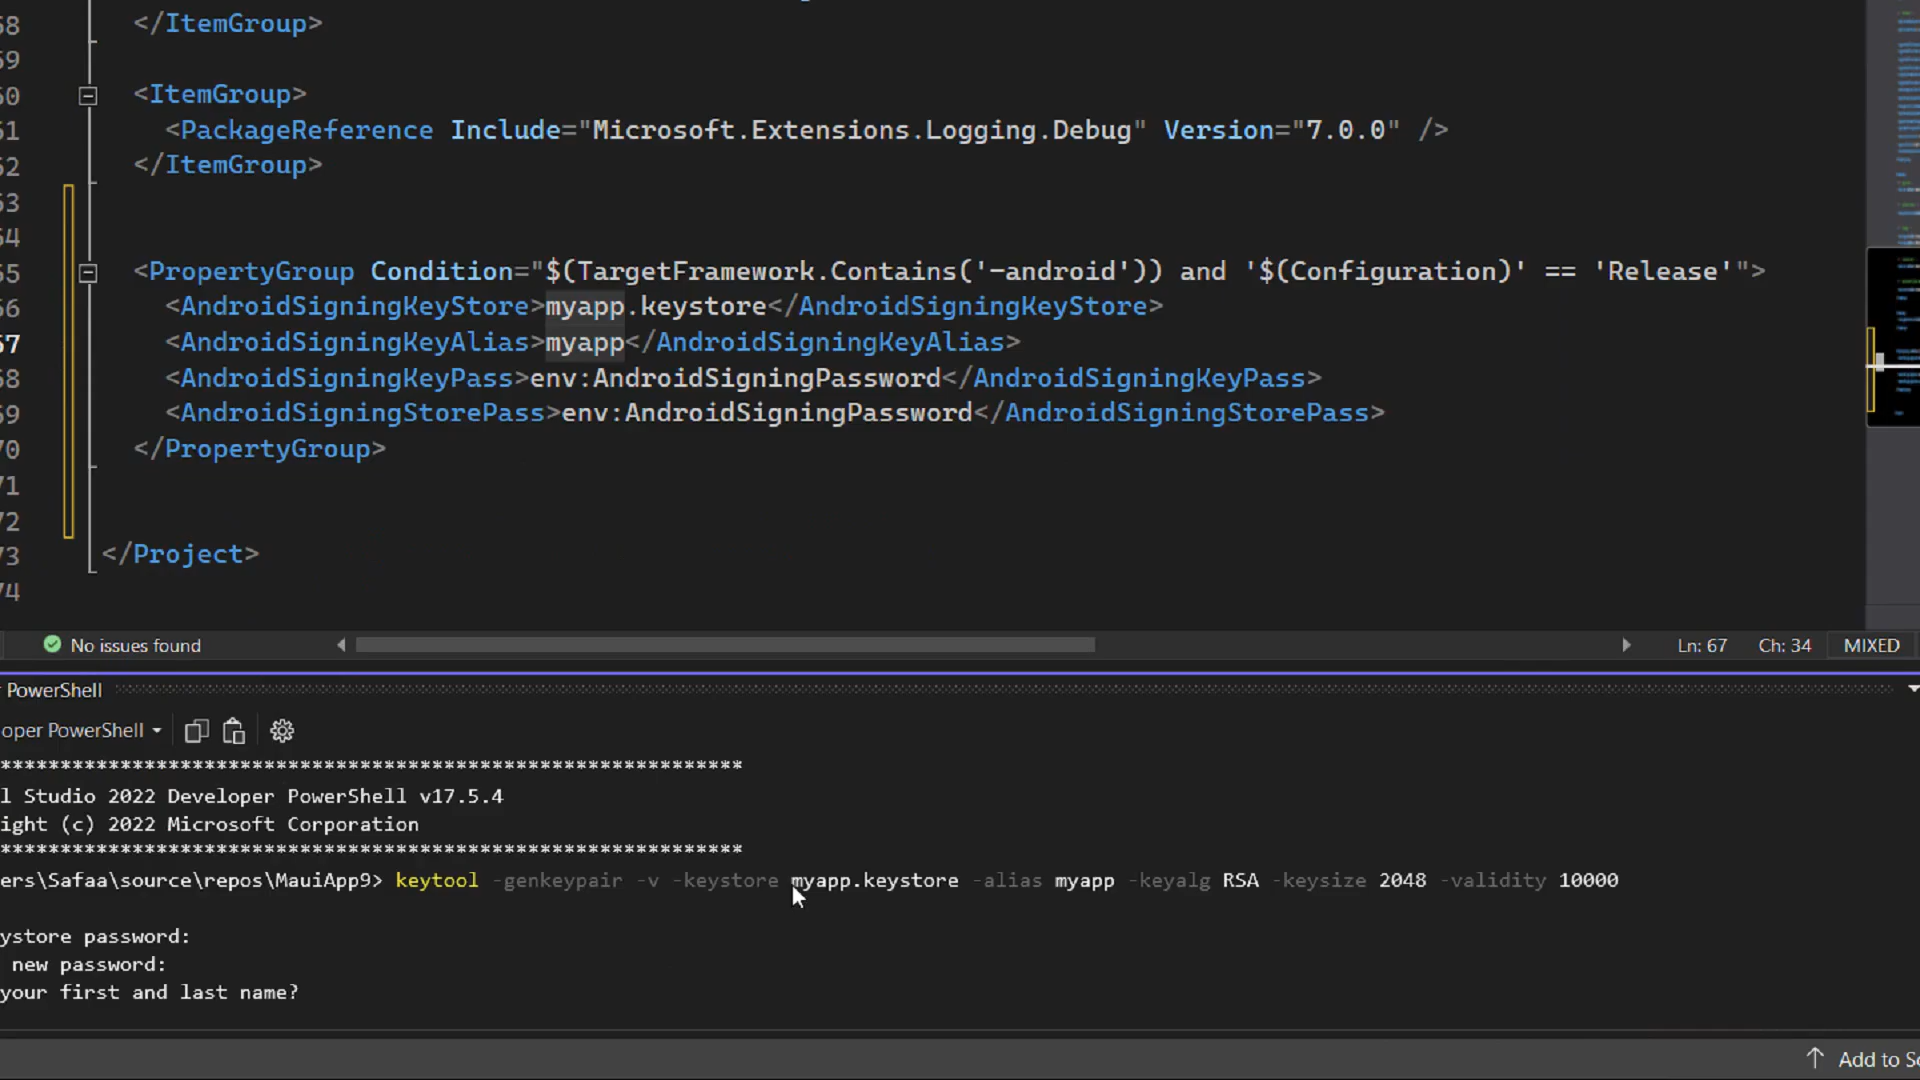 58 </ItemGroup>
59
60 <ItemGroup>
61 <PackageReference Include="Microsoft.Extensions.Logging.Debug" Version="7.0.0" />
62 </ItemGroup>
63
64
65 <PropertyGroup Condition="$(TargetFramework.Contains('-android')) and '$(Configuration)' == 'Release'">
66 <AndroidSigningKeyStore>myapp.keystore</AndroidSigningKeyStore>
67 <AndroidSigningKeyAlias>myapp</AndroidSigningKeyAlias>
68 <AndroidSigningKeyPass>env:AndroidSigningPassword</AndroidSigningKeyPass>
69 <AndroidSigningStorePass>env:AndroidSigningPassword</AndroidSigningStorePass>
70 </PropertyGroup>
71
72
73 </Project>
74
No issues found Ln: 67 Ch: 34 MIXED
PowerShell
oper PowerShell
**************************************************************
l Studio 2022 Developer PowerShell v17.5.4
ight (c) 2022 Microsoft Corporation
**************************************************************
ers\Safaa\source\repos\MauiApp9> keytool -genkeypair -v -keystore myapp.keystore -alias myapp -keyalg RSA -keysize 2048 -validity 10000
ystore password:
new password:
your first and last name?
Add to So